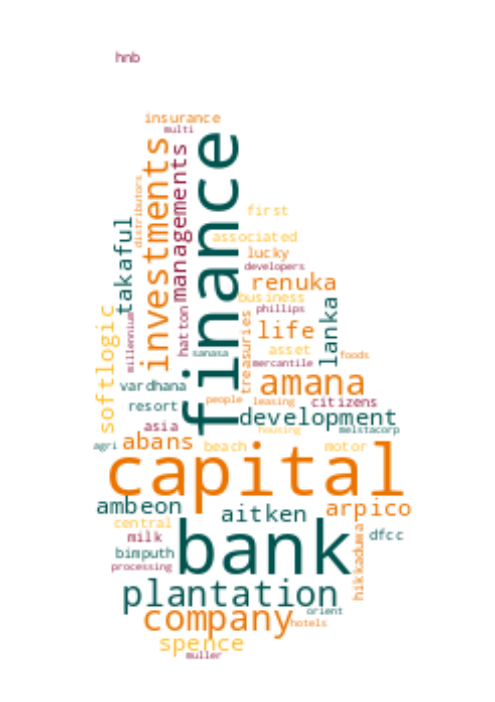 hnb
insurance
multi
finance
investments
managements
distributors
takaful
first
associated
lucky
developers
renuka
business
phillips
lanka
softlogic
millennium
hatton
treasuries
life
sanasa
asset
foods
mercantile
amana
vardhana
people
leasing
citizens
resort
development
asia
housing
melstacorp
agri
abans
beach
motor
capital
ambeon
aitken
arpico
central
bank
dfcc
hikkaduwa
milk
bimputh
processing
plantation
orient
company
hotels
spence
muller